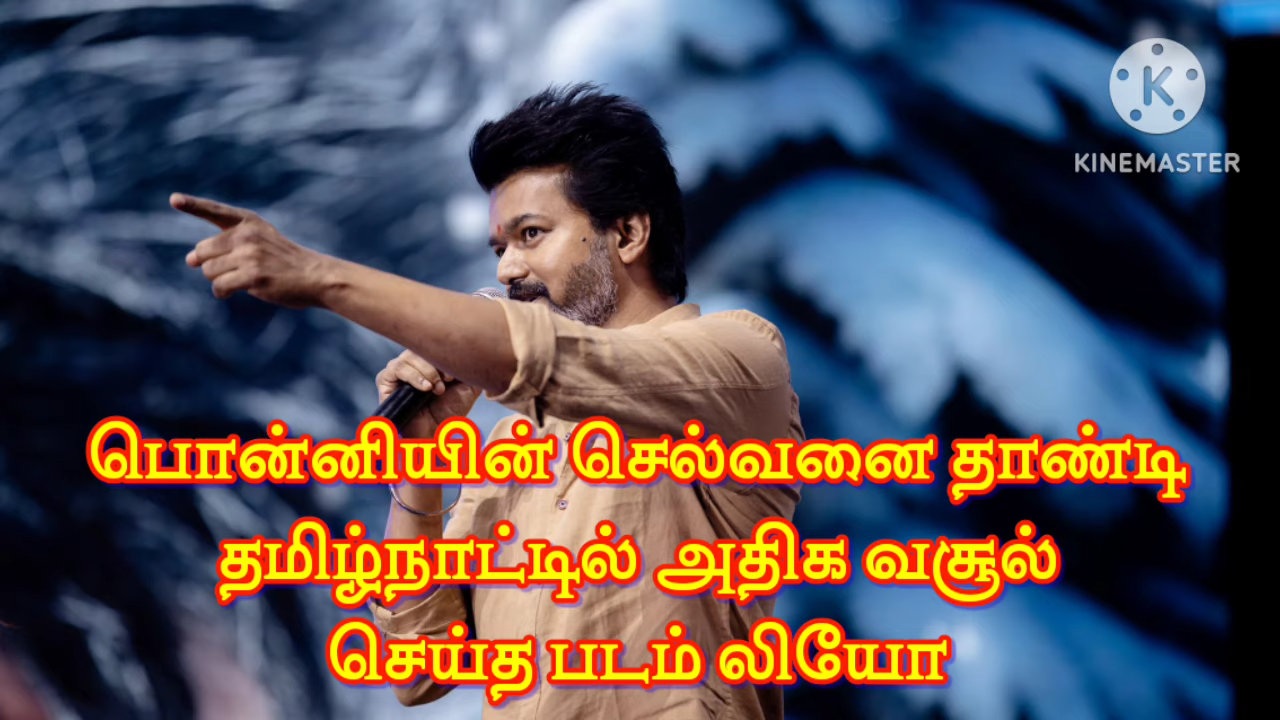 K
KINEMASTER
பொன்னியின் செல்வனை தாண்டி
தமிழ்நாட்டில் அதிக வசூல்
செய்த படம் லியோ